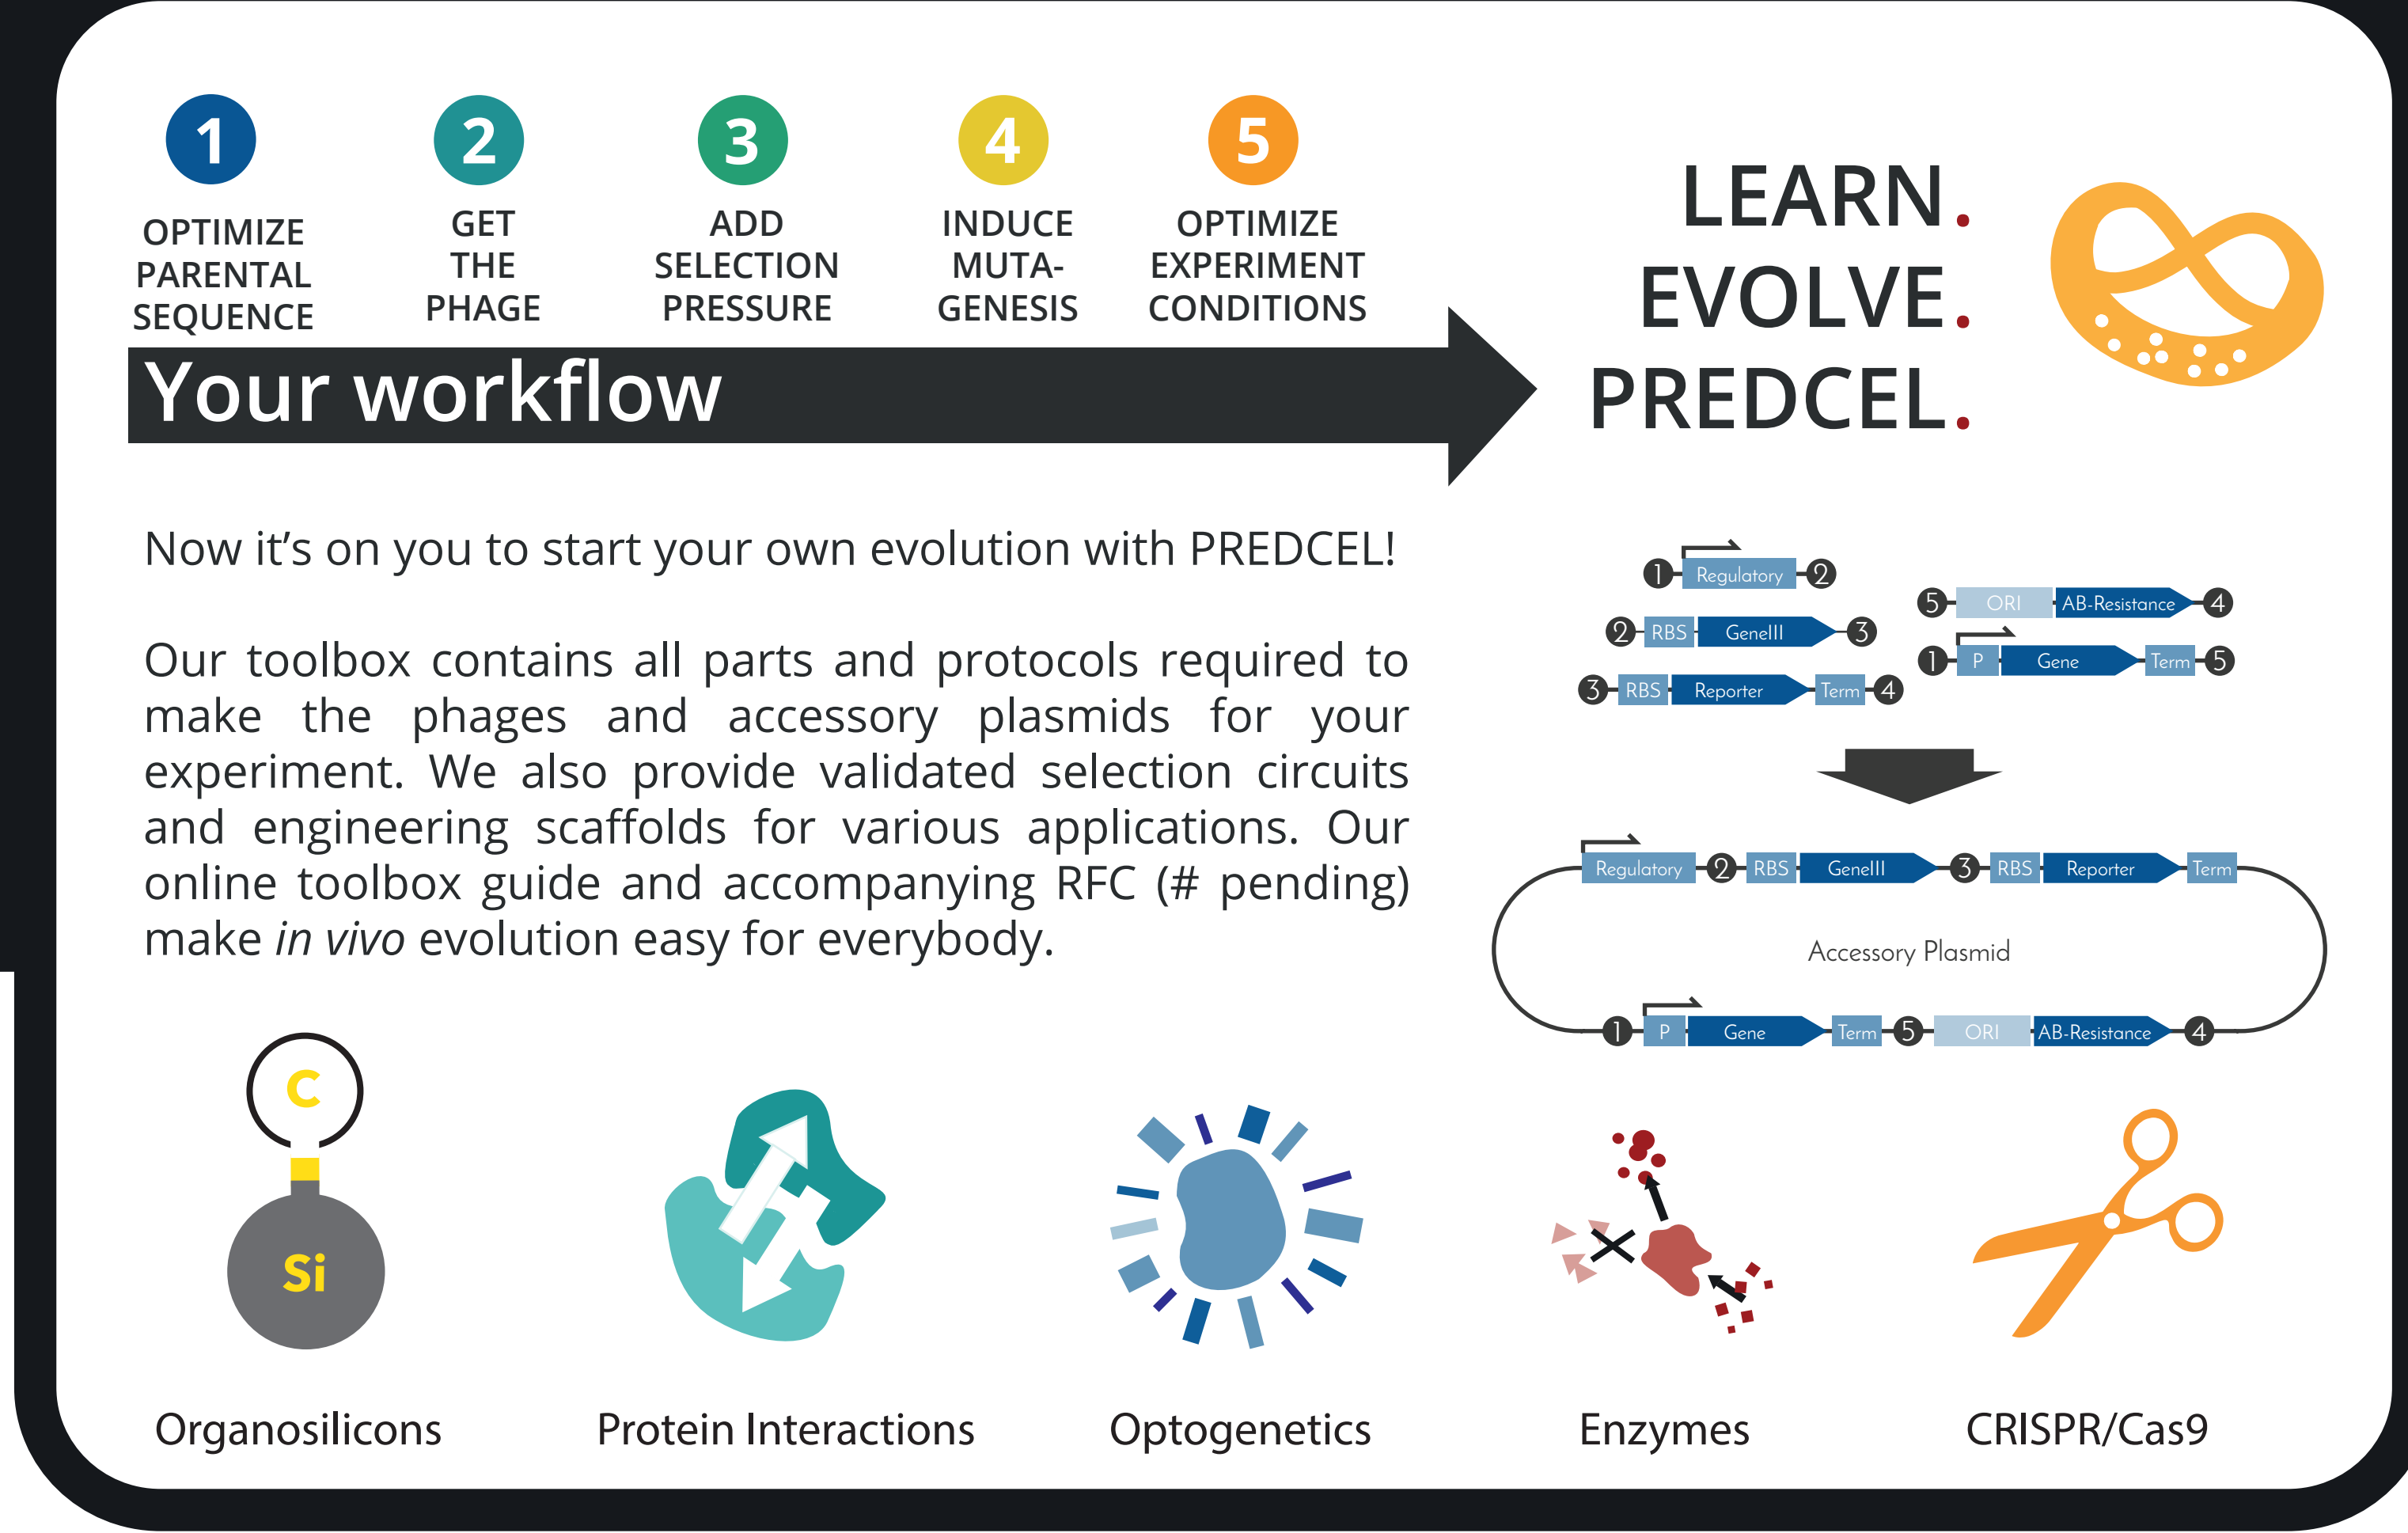 1
OPTIMIZE
PARENTAL
SEQUENCE
2
GET
THE
PHAGE
3
ADD
SELECTION
PRESSURE
4
INDUCE
MUTA-
GENESIS
5
OPTIMIZE
EXPERIMENT
CONDITIONS
Your workflow
LEARN.
EVOLVE.
PREDCEL.
Now it's on you to start your own evolution with PREDCEL!
Our toolbox contains all parts and protocols required to
make the phages and accessory plasmids for your
experiment. We also provide validated selection circuits
and engineering scaffolds for various applications. Our
online toolbox guide and accompanying RFC (# pending)
make in vivo evolution easy for everybody.
1 Regulatory 2
2 RBS GeneIII 3
3 RBS Reporter Term 4
5 ORI AB-Resistance 4
1 P Gene Term 5
Regulatory 2 RBS GeneIII 3 RBS Reporter Term
Accessory Plasmid
1 P Gene Term 5 ORI AB-Resistance 4
C
Si
Organosilicons
Protein Interactions
Optogenetics
Enzymes
CRISPR/Cas9